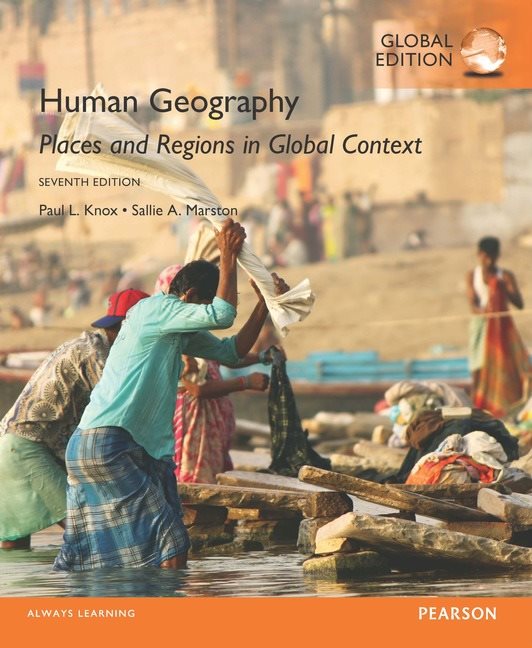 GLOBAL
EDITION
Human Geography
Places and Regions in Global Context
SEVENTH EDITION
Paul L. Knox • Sallie A. Marston
ALWAYS LEARNING
PEARSON